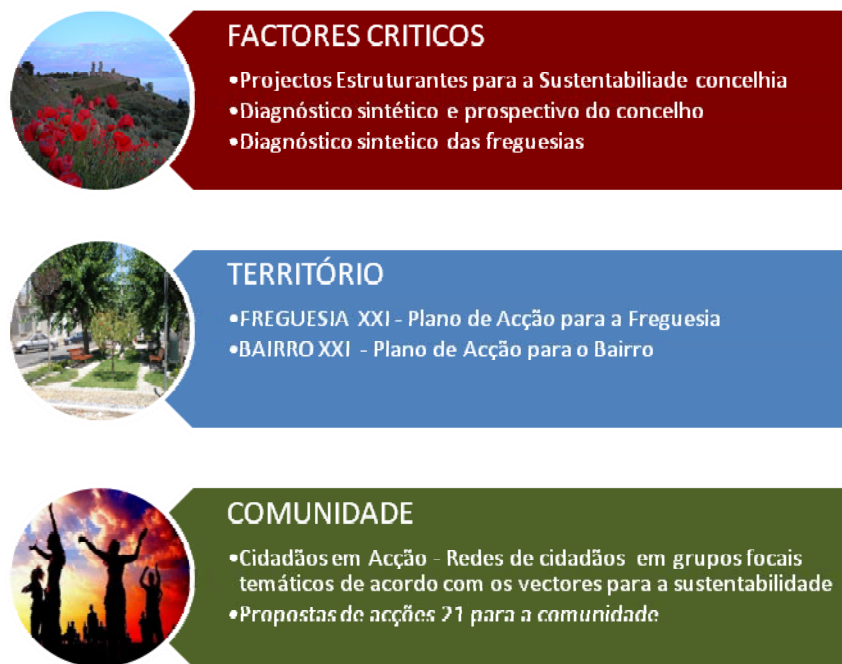 FACTORES CRITICOS
•Projectos Estruturantes para a Sustentabiliade concelhia
•Diagnóstico sintético e prospectivo do concelho
•Diagnóstico sintetico das freguesias
TERRITÓRIO
•FREGUESIA XXI - Plano de Acção para a Freguesia
•BAIRRO XXI - Plano de Acção para o Bairro
COMUNIDADE
•Cidadãos em Acção - Redes de cidadãos em grupos focais
temáticos de acordo com os vectores para a sustentabilidade
•Propostas de acções 21 para a comunidade